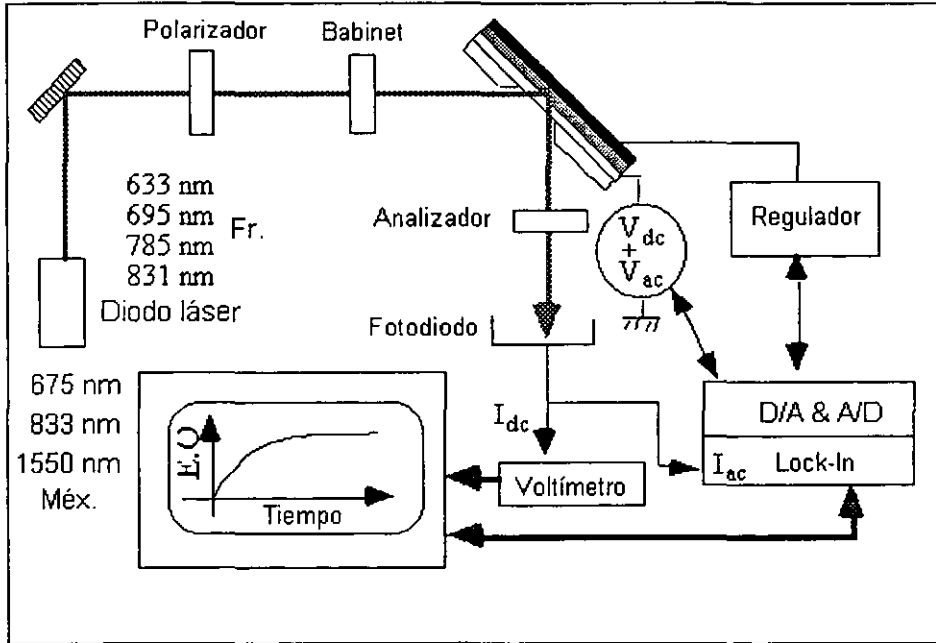 Polarizador
Babinet
633 nm
695 nm
785 nm
831 nm
Fr.
Diodo láser
Analizador
V dc
+
V ac
Regulador
Fotodiodo
675 nm
833 nm
1550 nm
Méx.
E.O
Tiempo
I dc
Voltímetro
D/A & A/D
I ac
Lock-In